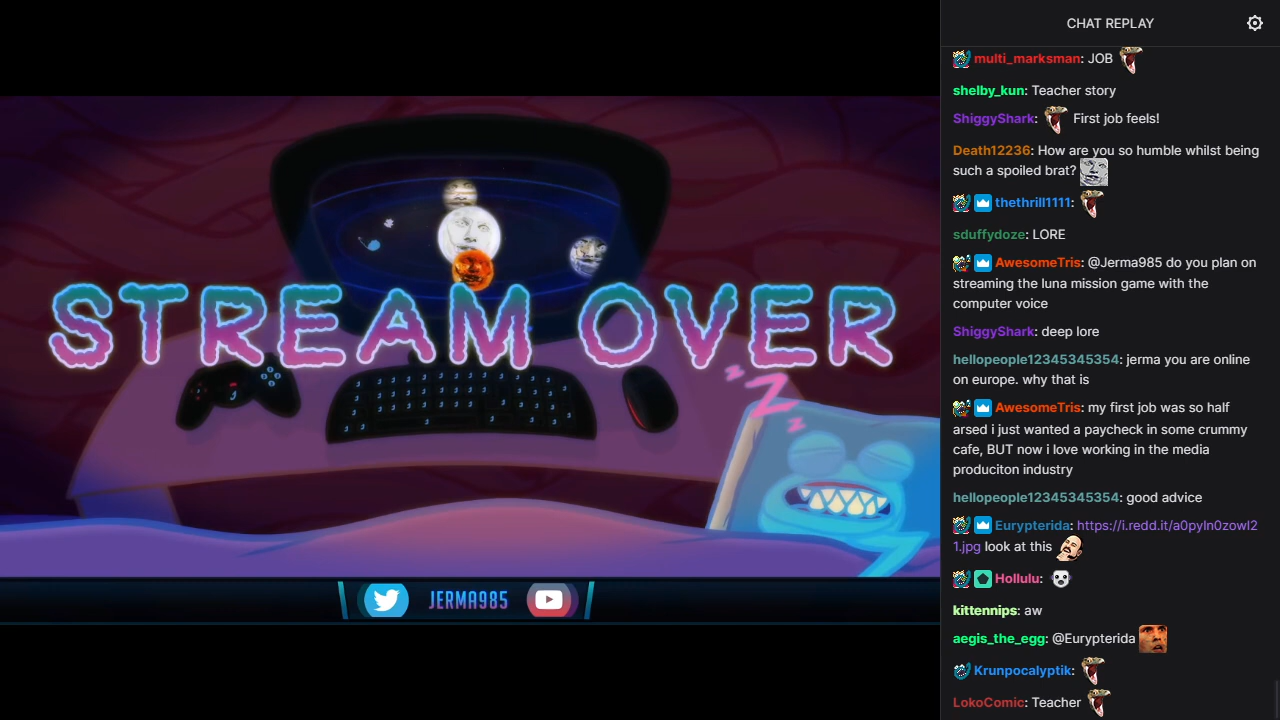 STREAM OVER
z
Z
z
JERMA985
CHAT REPLAY
multi_marksman: JOB
shelby_kun: Teacher story
ShiggyShark: First job feels!
Death12236: How are you so humble whilst being
such a spoiled brat?
thethrill1111:
sduffydoze: LORE
AwesomeTris: @Jerma985 do you plan on
streaming the luna mission game with the
computer voice
ShiggyShark: deep lore
hellopeople12345345354: jerma you are online
on europe. why that is
AwesomeTris: my first job was so half
arsed i just wanted a paycheck in some crummy
cafe, BUT now i love working in the media
produciton industry
hellopeople12345345354: good advice
Eurypterida: https://i.redd.it/a0pyln0zowl2
1.jpg look at this
Hollulu:
kittennips: aw
aegis_the_egg: @Eurypterida
Krunpocalyptik:
LokoComic: Teacher